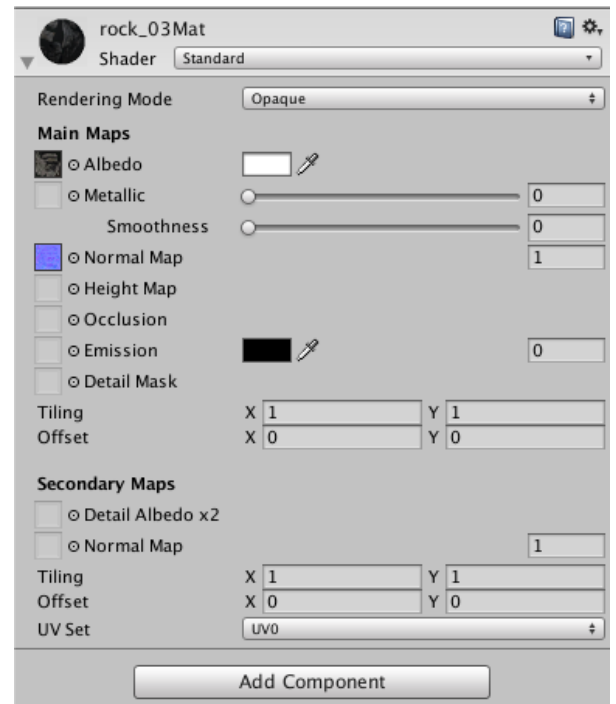 rock_03Mat
Shader Standard
Rendering Mode Opaque
Main Maps
Albedo
Metallic 0
Smoothness 0
Normal Map 1
Height Map
Occlusion
Emission 0
Detail Mask
Tiling X 1 Y 1
Offset X 0 Y 0
Secondary Maps
Detail Albedo x2
Normal Map 1
Tiling X 1 Y 1
Offset X 0 Y 0
UV Set UV0
Add Component